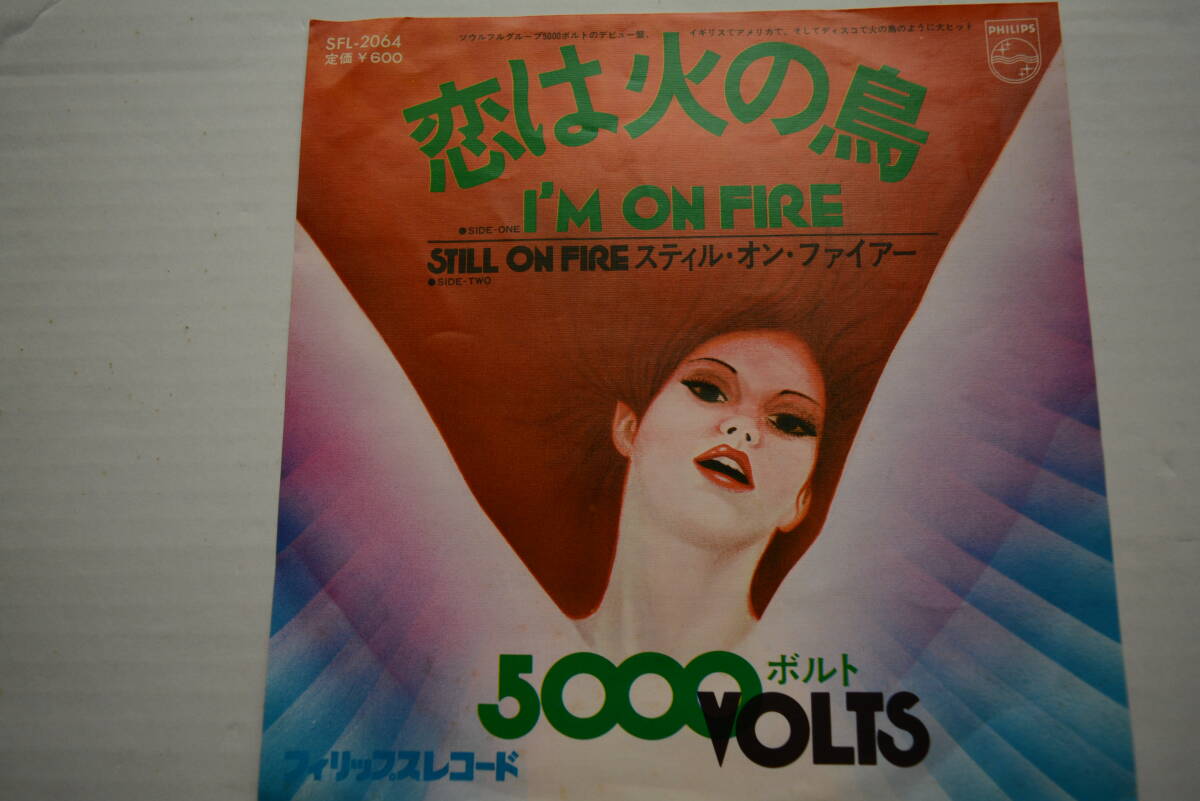 SFL-2064
定価¥600
ソウルフルグループ5000ボルトのデビュー盤、イギリスでアメリカで、そしてディスコで火の鳥のように大ヒット
PHILIPS
恋は火の鳥
●SIDE-ONE I'M ON FIRE
STILL ON FIRE スティル・オン・ファイアー
●SIDE-TWO
5000 ボルト
VOLTS
フィリップスレコード